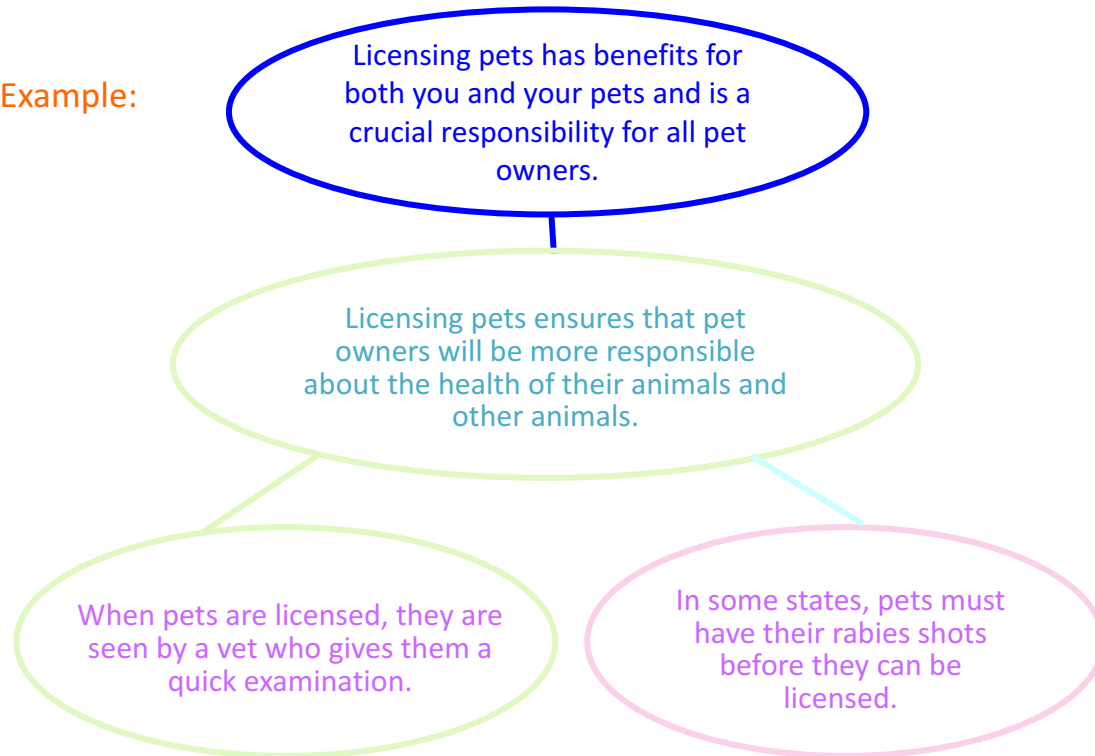 Example:
Licensing pets has benefits for
both you and your pets and is a
crucial responsibility for all pet
owners.
Licensing pets ensures that pet
owners will be more responsible
about the health of their animals and
other animals.
When pets are licensed, they are
seen by a vet who gives them a
quick examination.
In some states, pets must
have their rabies shots
before they can be
licensed.